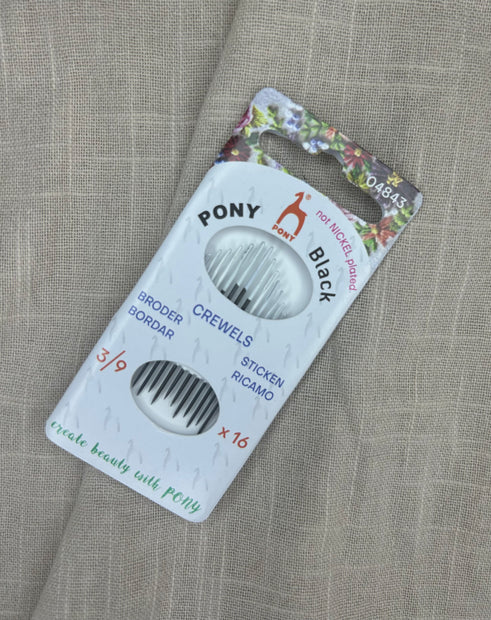 04843
not NICKEL plated
PONY
PONY
Black
CREWELS
BRODER
BORDAR
STICKEN
RICAMO
3/9
x 16
create beauty with PONY